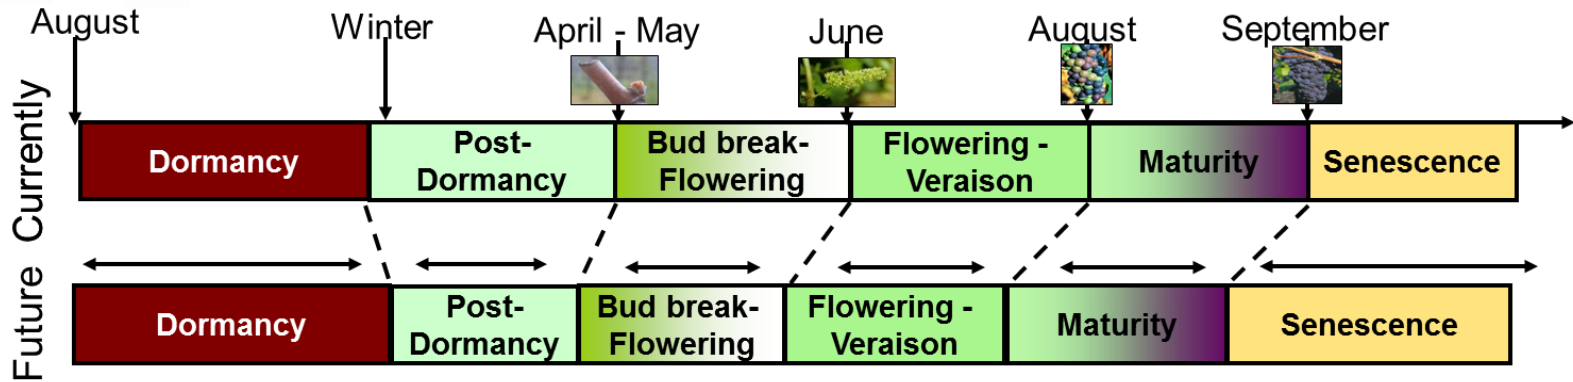 August
Winter
April - May
June
August
September
Currently
Dormancy
Post-
Dormancy
Bud break-
Flowering
Flowering -
Veraison
Maturity
Senescence
Future
Dormancy
Post-
Dormancy
Bud break-
Flowering
Flowering -
Veraison
Maturity
Senescence